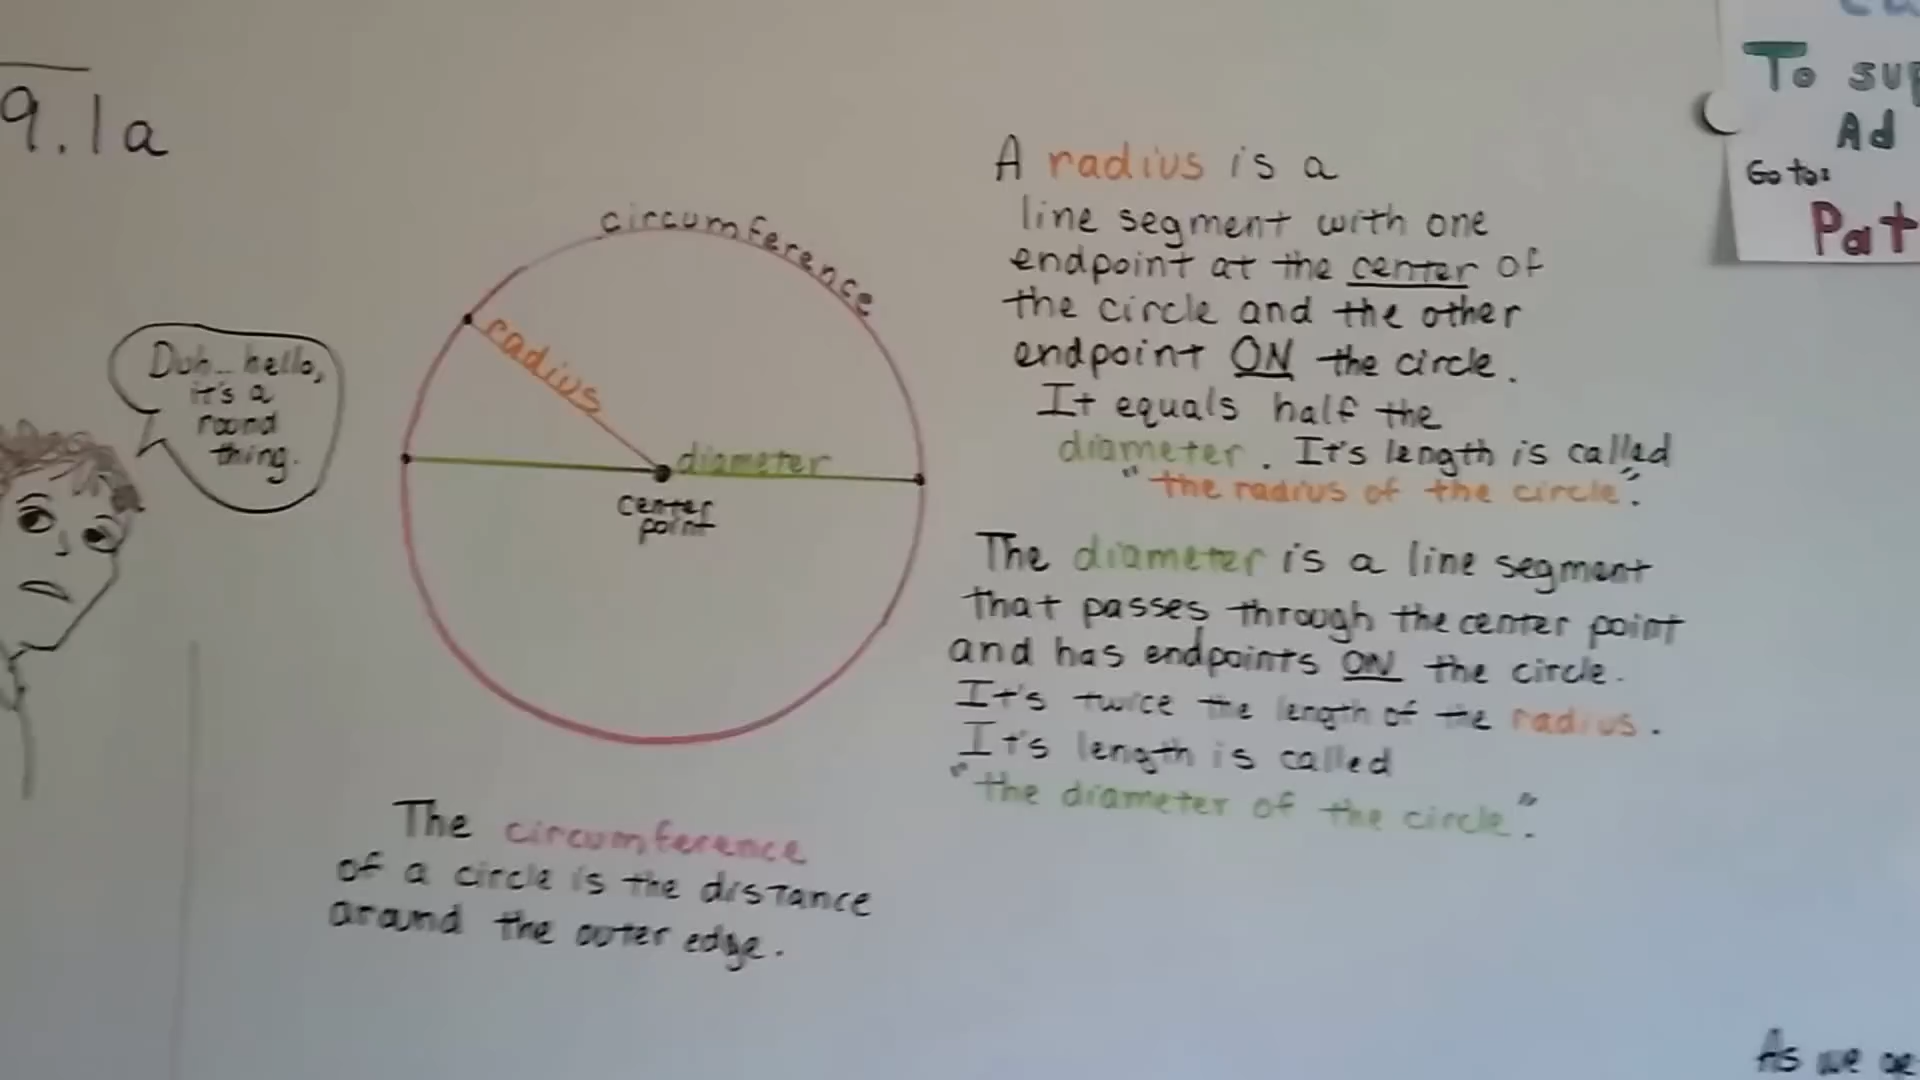 9.1a
Duh... hello,
it's a
round
thing.
circumference
radius
diameter
center
point
The circumference
of a circle is the distance
around the outer edge.
A radius is a
line segment with one
endpoint at the center of
the circle and the other
endpoint ON the circle.
It equals half the
diameter. It's length is called
"the radius of the circle".
The diameter is a line segment
that passes through the center point
and has endpoints ON the circle.
It's twice the length of the radius.
It's length is called
"the diameter of the circle".
To sup
Ad
Go to:
Pat
As we